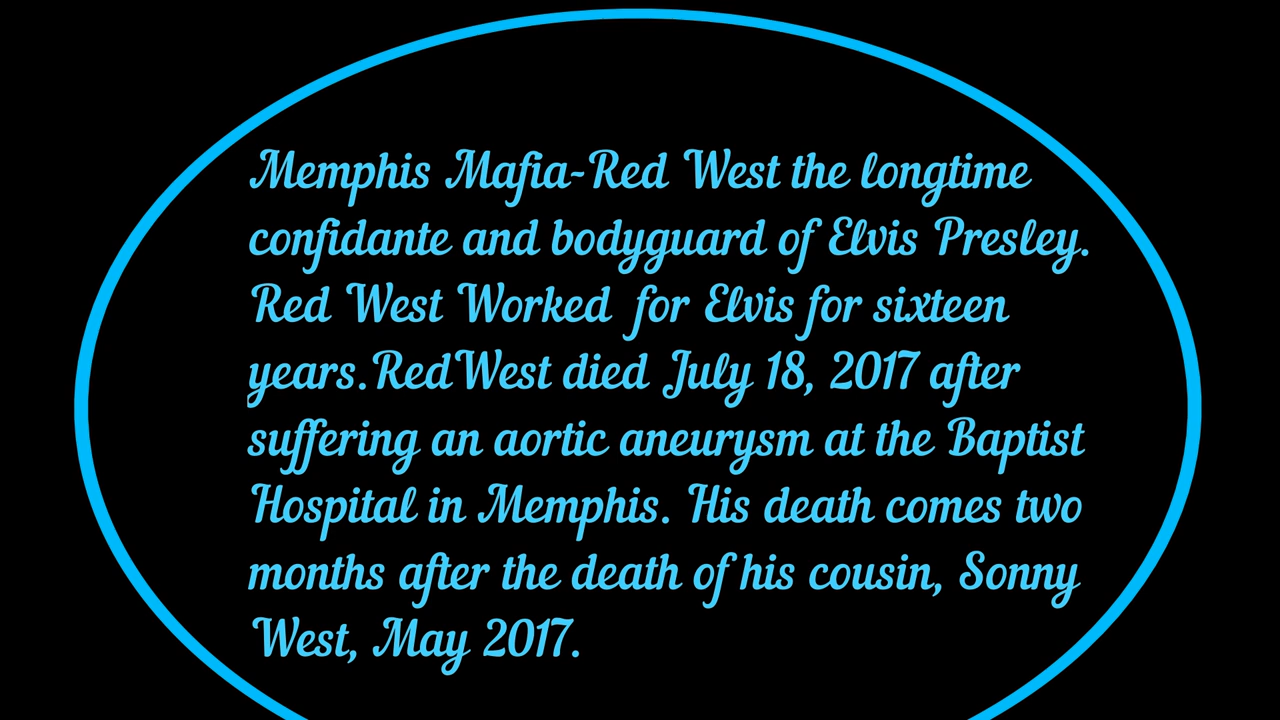 Memphis Mafia-Red West the longtime
confidante and bodyguard of Elvis Presley.
Red West Worked for Elvis for sixteen
years. Red West died July 18, 2017 after
suffering an aortic aneurysm at the Baptist
Hospital in Memphis. His death comes two
months after the death of his cousin, Sonny
West, May 2017.